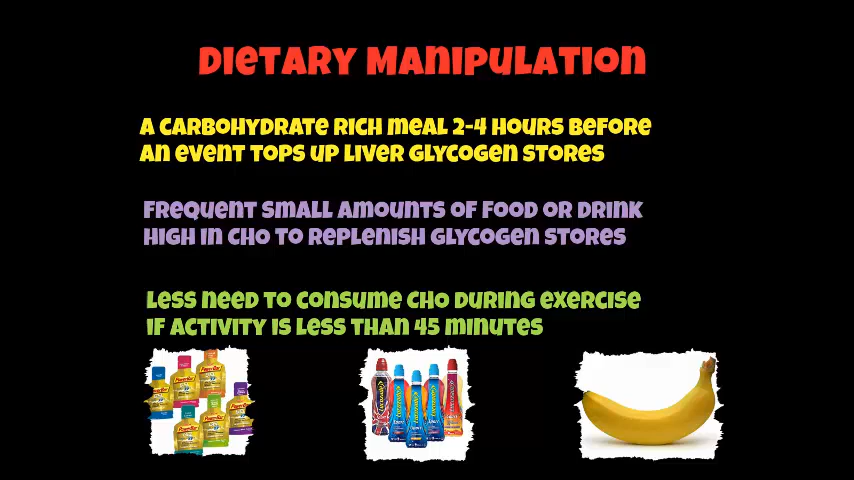 Dietary Manipulation
A carbohydrate rich meal 2-4 hours before
an event tops up liver glycogen stores
Frequent small amounts of food or drink
high in CHO to replenish glycogen stores
Less need to consume CHO during exercise
if activity is less than 45 minutes